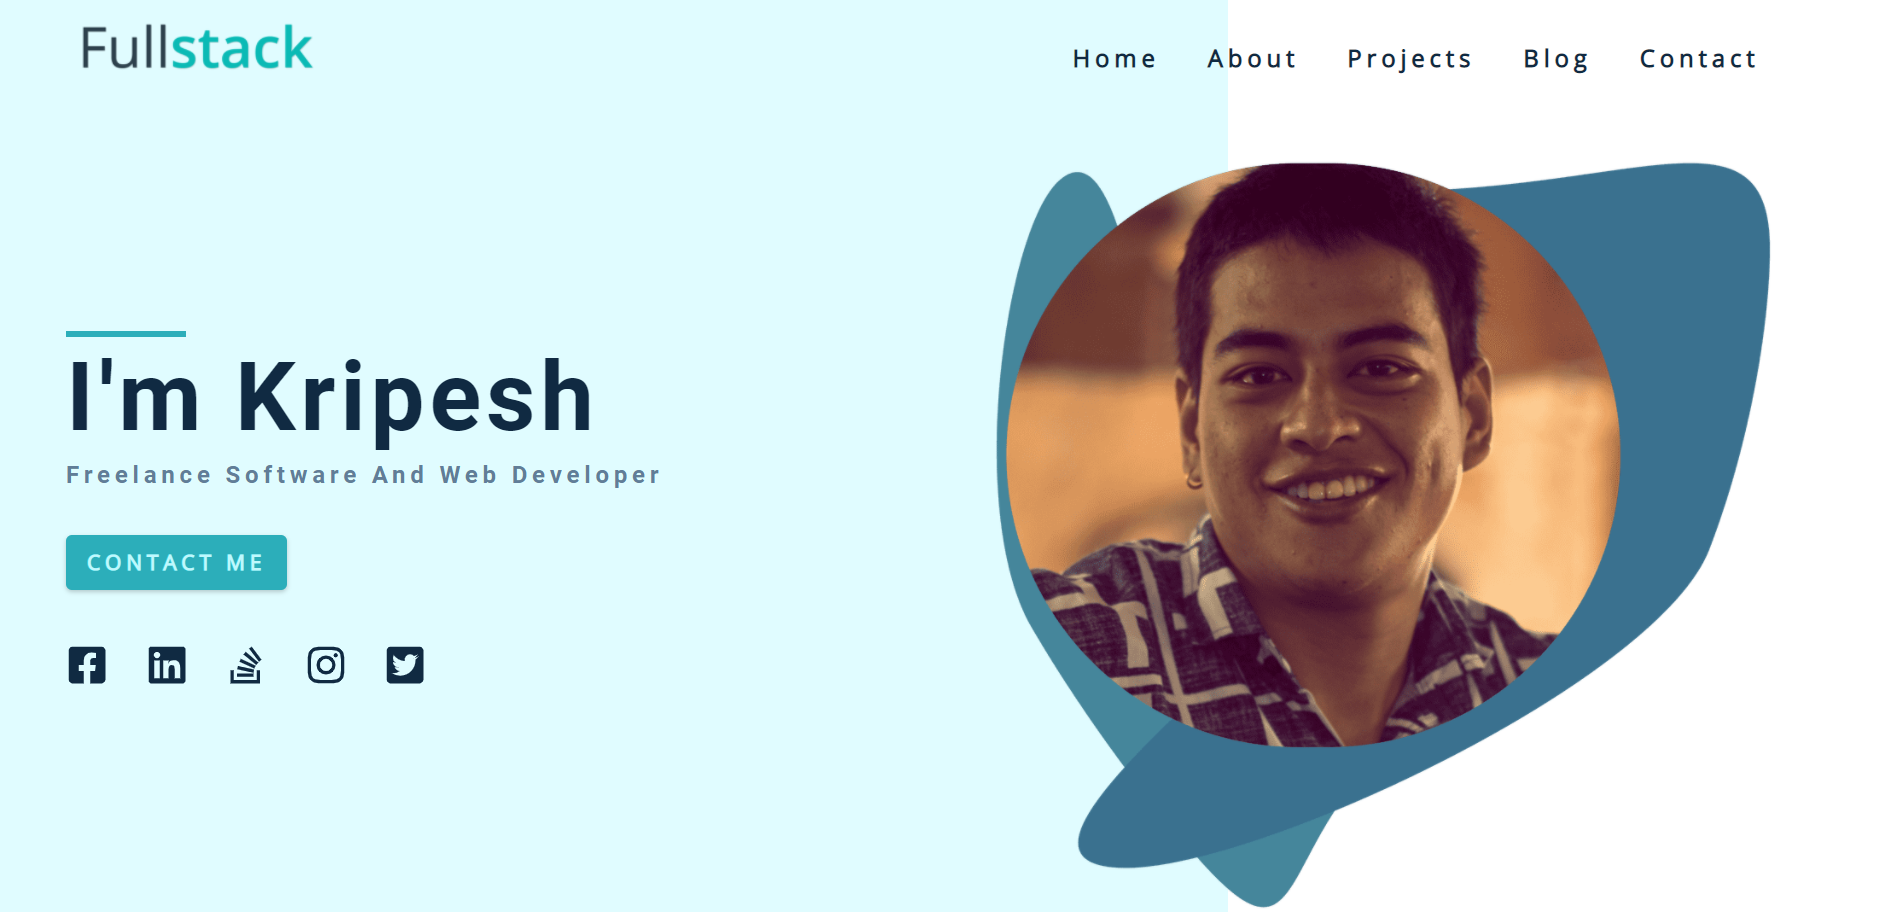 Fullstack
Home About Projects Blog Contact
I'm Kripesh
Freelance Software And Web Developer
CONTACT ME